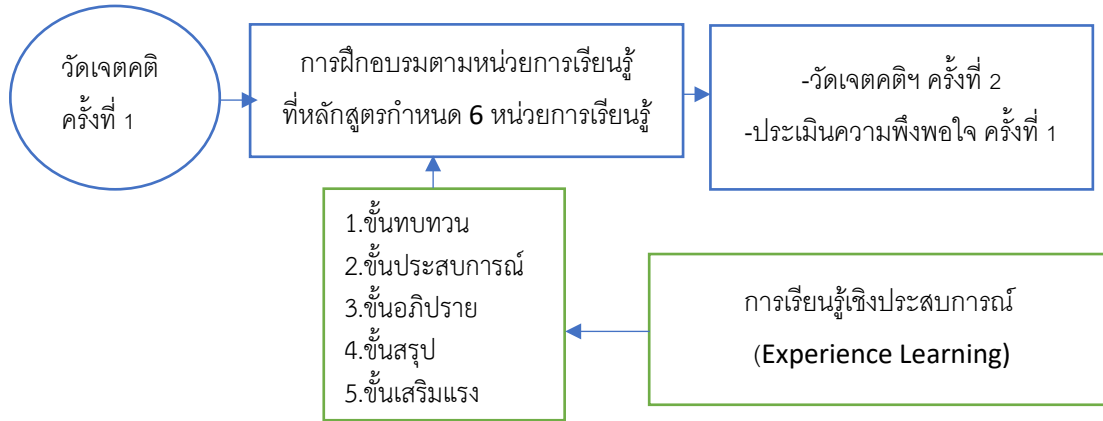 วัดเจตคติ
ครั้งที่ 1
การฝึกอบรมตามหน่วยการเรียนรู้
ที่หลักสูตรกำหนด 6 หน่วยการเรียนรู้
-วัดเจตคติฯ ครั้งที่ 2
-ประเมินความพึงพอใจ ครั้งที่ 1
1.ขั้นทบทวน
2.ขั้นประสบการณ์
3.ขั้นอภิปราย
4.ขั้นสรุป
5.ขั้นเสริมแรง
การเรียนรู้เชิงประสบการณ์
(Experience Learning)